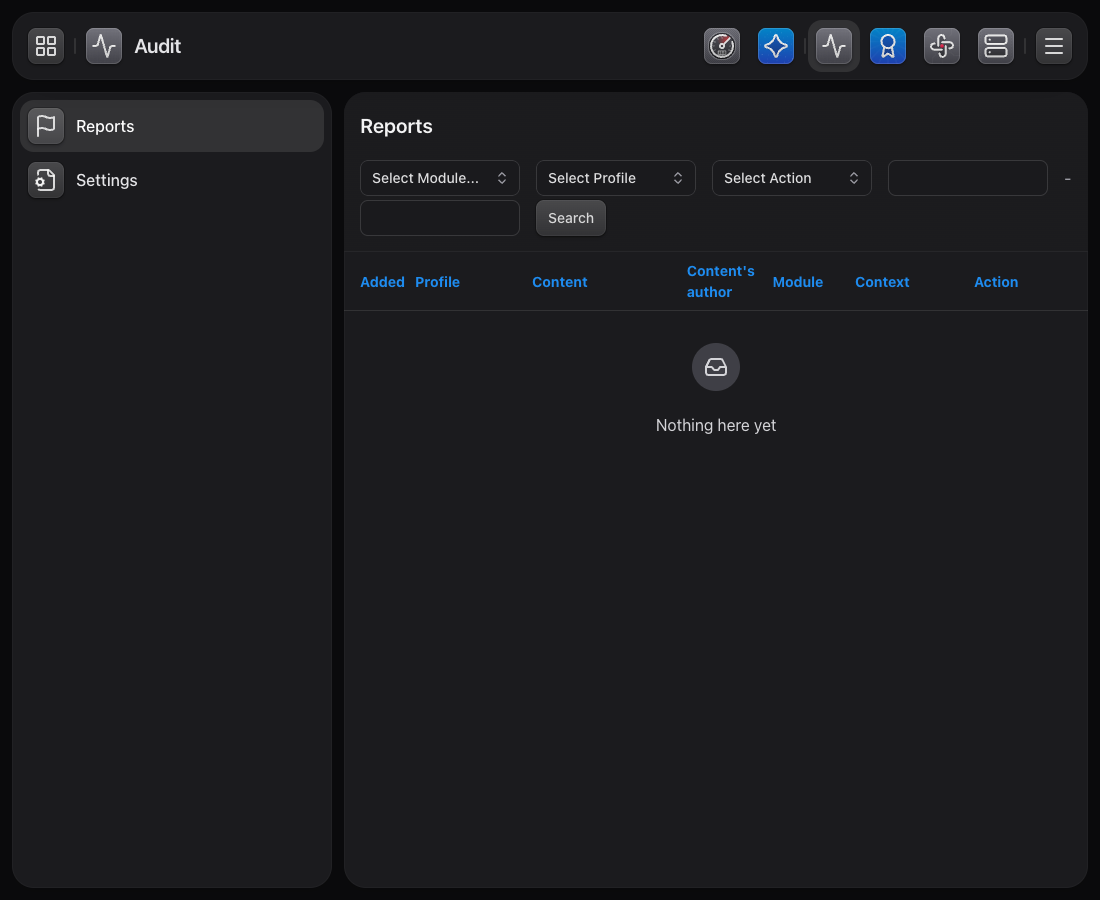 Audit
Reports
Settings
Reports
Select Module...
Select Profile
Select Action
-
Search
Added
Profile
Content
Content's
author
Module
Context
Action
Nothing here yet